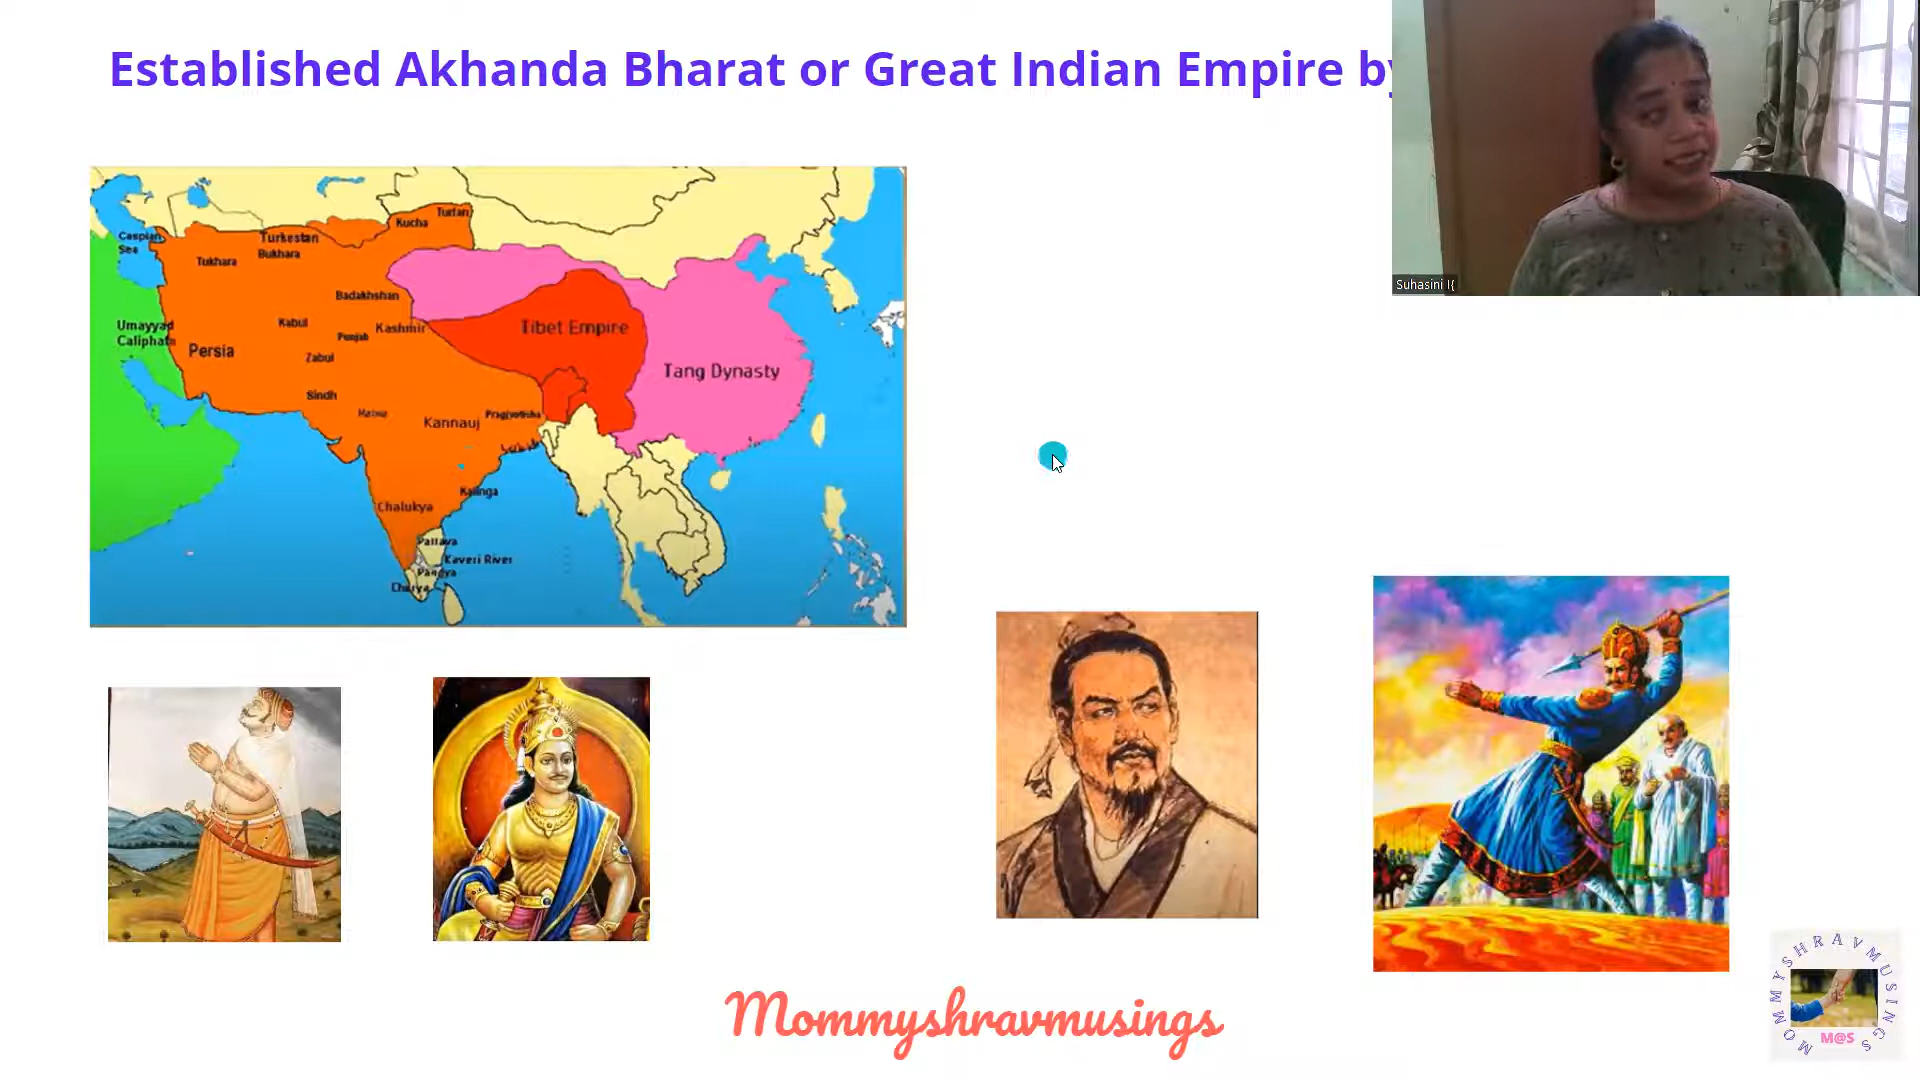 Established Akhanda Bharat or Great Indian Empire by
Suhasini
Turfan
Kucha
Caspian
Sea
Turkestan
Tukhara
Bukhara
Badakhshan
Umayyad
Caliphate
Kabul
Punjab
Kashmir
Tibet Empire
Persia
Zabul
Tang Dynasty
Sindh
Malwa
Kannauj
Pragjyotisha
Kalinga
Chalukya
Pallava
Kaveri River
Pandya
Mommyshravmusings
MOMMYSHRAVMUSINGS
M@S